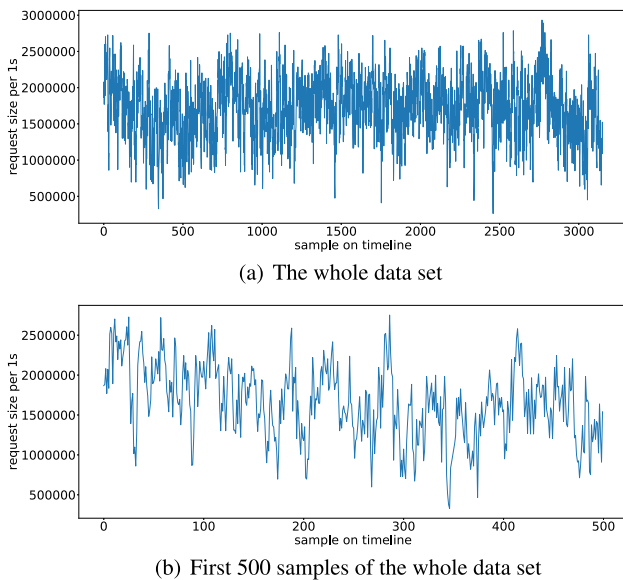 3000000
2500000
2000000
1500000
1000000
500000
request size per 1s
0 500 1000 1500 2000 2500 3000
sample on timeline
(a) The whole data set
2500000
2000000
1500000
1000000
500000
request size per 1s
0 100 200 300 400 500
sample on timeline
(b) First 500 samples of the whole data set